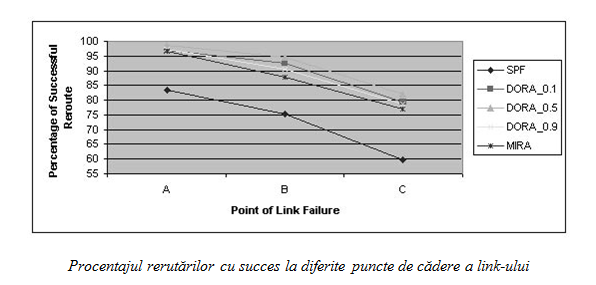 100
95
90
85
80
75
70
65
60
55
Percentage of Successful
Reroute
A
B
C
Point of Link Failure
SPF
DORA_0.1
DORA_0.5
DORA_0.9
MIRA
Procentajul rerutărilor cu succes la diferite puncte de cădere a link-ului